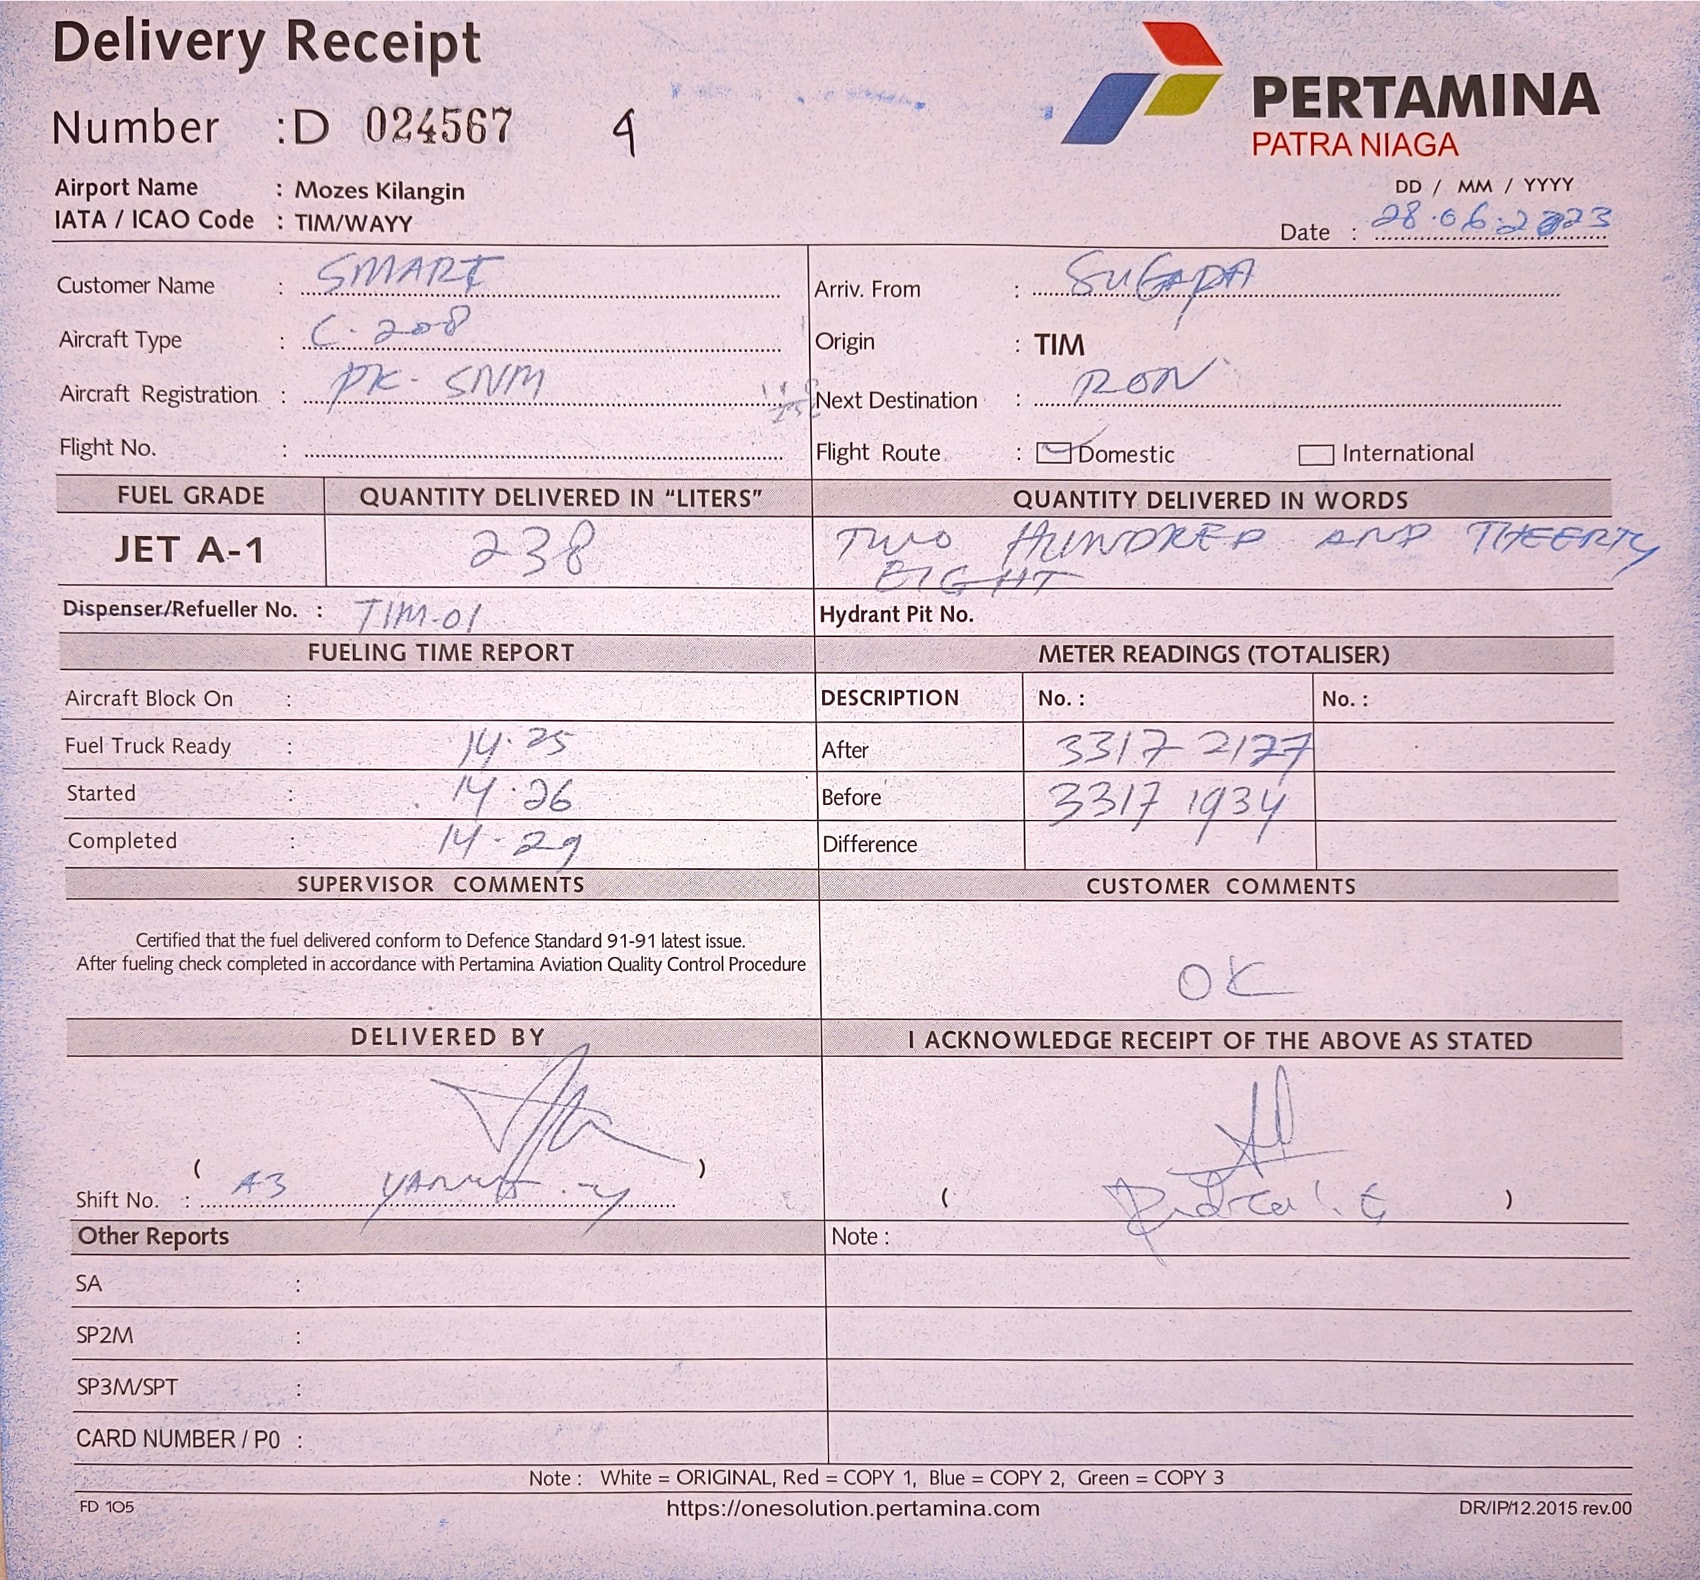 Delivery Receipt
Number :D 024567 9
PERTAMINA
PATRA NIAGA
Airport Name : Mozes Kilangin
IATA / ICAO Code : TIM/WAYY
DD / MM / YYYY
Date : 28.06.2023
Customer Name : SMART
Arriv. From : SUGAPA
Aircraft Type : C.208
Origin : TIM
Aircraft Registration : PK-SNM
Next Destination : RON
Flight No. :
Flight Route : Domestic International
FUEL GRADE QUANTITY DELIVERED IN "LITERS" QUANTITY DELIVERED IN WORDS
JET A-1 238 TWO HUNDRED AND THEERTY
EIGHT
Dispenser/Refueller No. : TIM-01 Hydrant Pit No.
FUELING TIME REPORT METER READINGS (TOTALISER)
Aircraft Block On : DESCRIPTION No. : No. :
Fuel Truck Ready : 14.25 After 3317 2177
Started : 14.26 Before 3317 1934
Completed : 14-29 Difference
SUPERVISOR COMMENTS CUSTOMER COMMENTS
Certified that the fuel delivered conform to Defence Standard 91-91 latest issue.
After fueling check completed in accordance with Pertamina Aviation Quality Control Procedure
OK
DELIVERED BY I ACKNOWLEDGE RECEIPT OF THE ABOVE AS STATED
( )
Shift No. : A3
( )
Other Reports Note :
SA :
SP2M :
SP3M/SPT :
CARD NUMBER / P0 :
Note : White = ORIGINAL, Red = COPY 1, Blue = COPY 2, Green = COPY 3
FD 105 https://onesolution.pertamina.com DR/IP/12.2015 rev.00